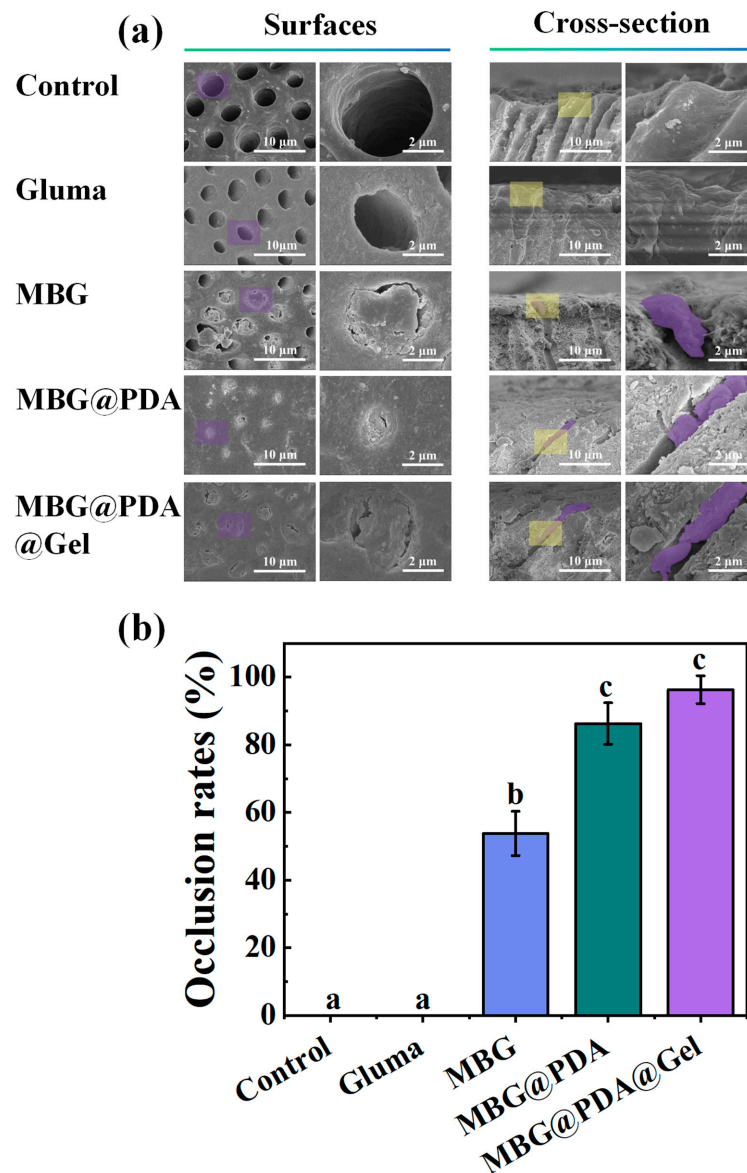 (a)
Surfaces
Cross-section
Control
10 μm
2 μm
10 μm
2 μm
Gluma
10μm
2μm
10 μm
2 μm
MBG
10 μm
2 μm
10 μm
2 μm
MBG@PDA
10 μm
2 μm
10 μm
2 μm
MBG@PDA
@Gel
10 μm
2 μm
10 μm
2 μm
(b)
Occlusion rates (%)
100
80
60
40
20
0
a
a
b
c
c
Control
Gluma
MBG
MBG@PDA
MBG@PDA@Gel